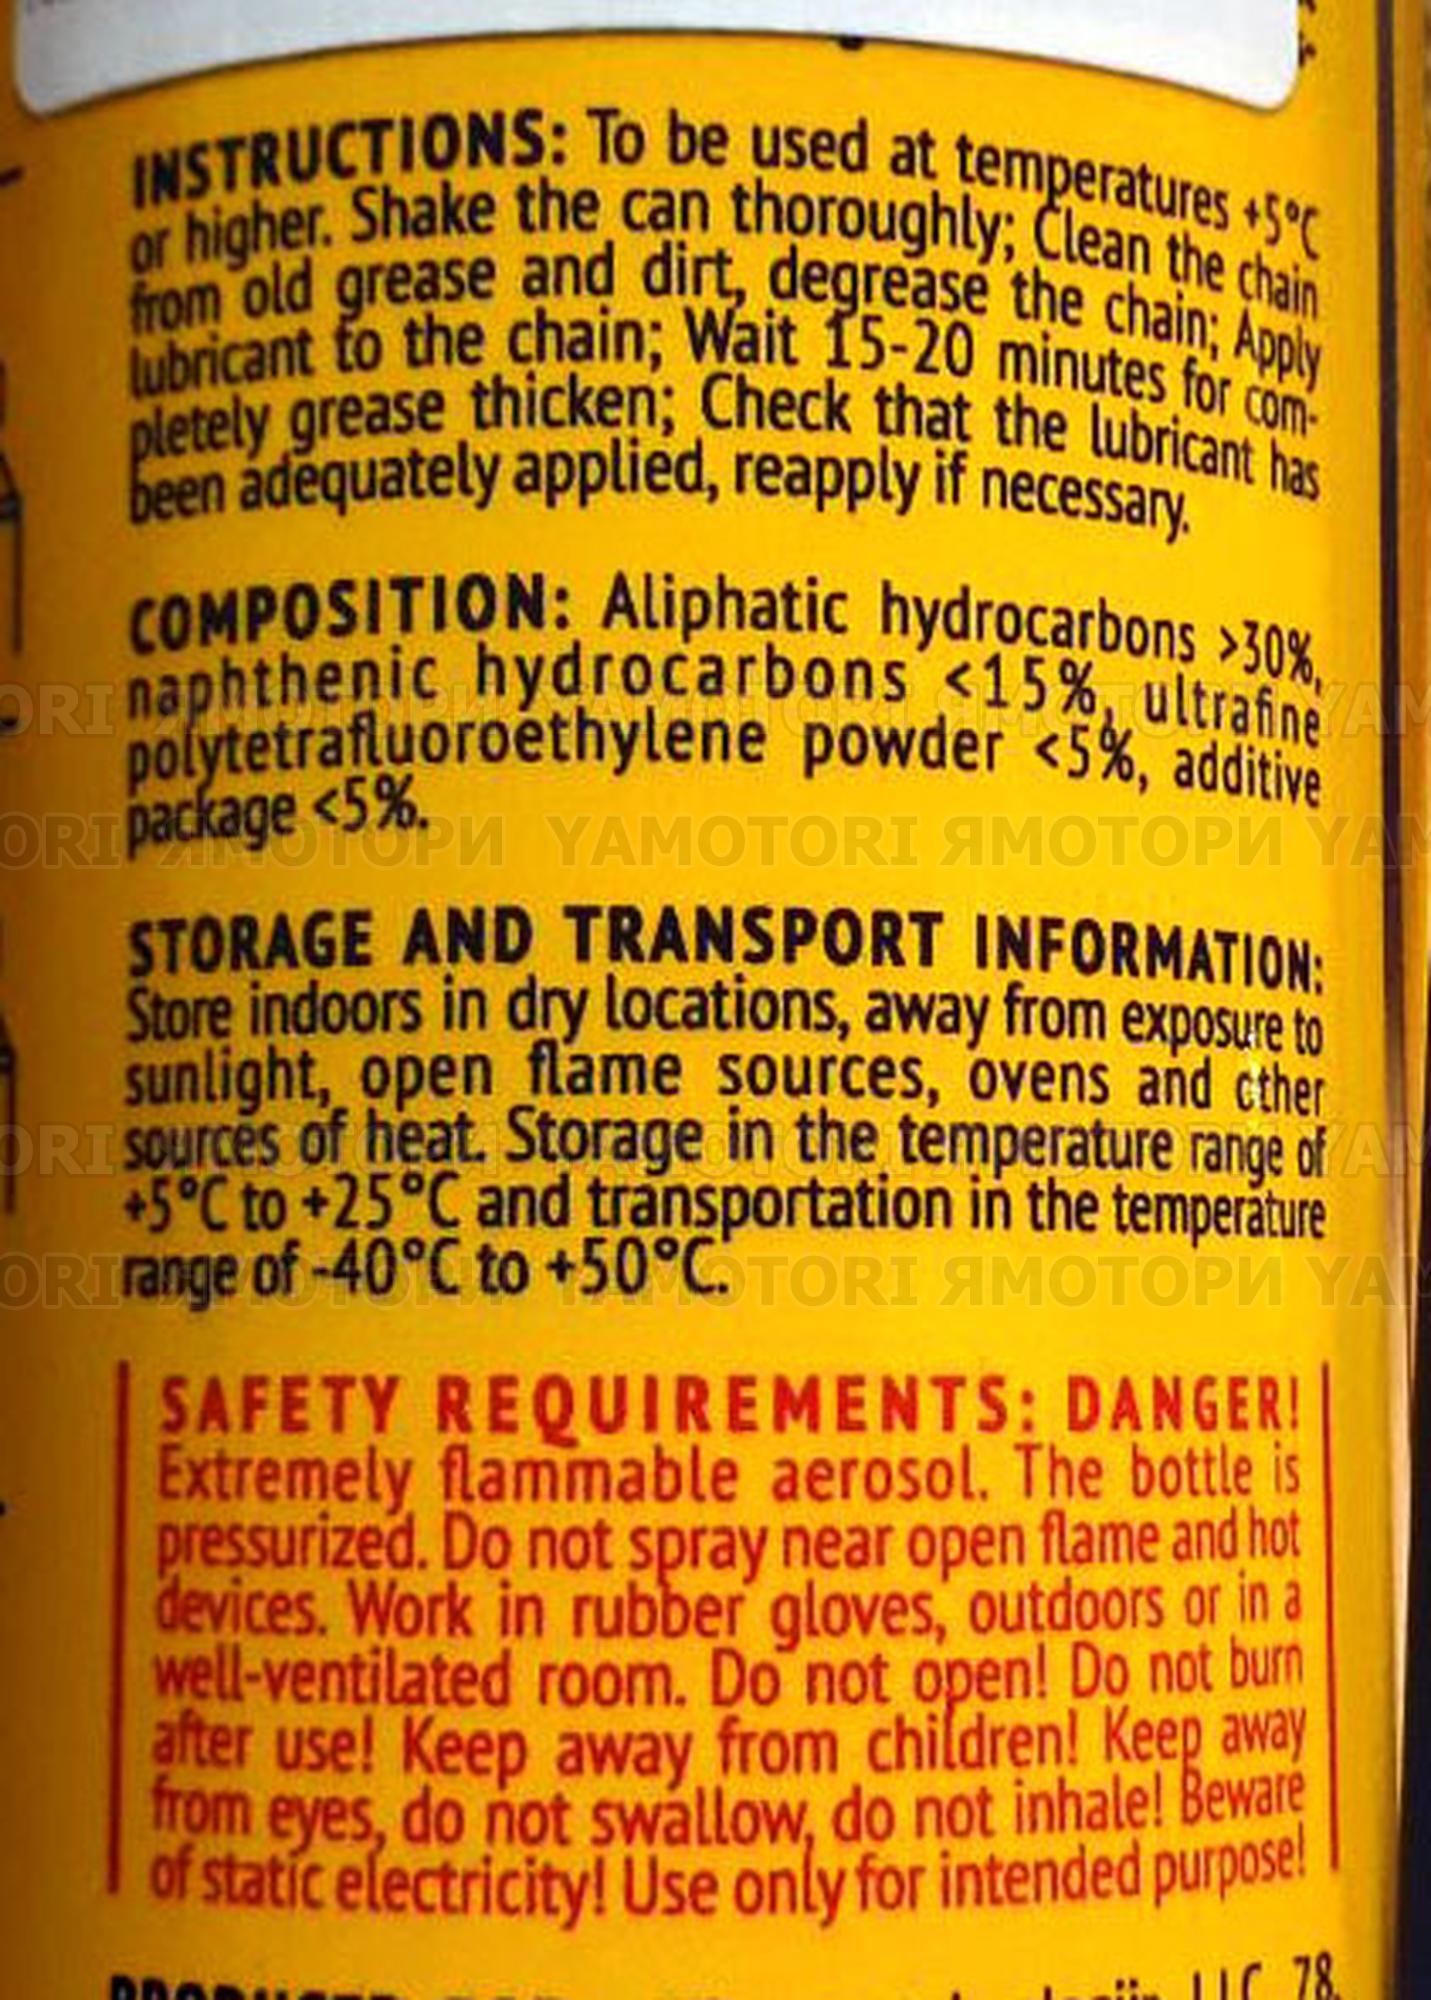 INSTRUCTIONS: To be used at temperatures +5°C
or higher. Shake the can thoroughly; Clean the chain
from old grease and dirt, degrease the chain; Apply
lubricant to the chain; Wait 15-20 minutes for com-
pletely grease thicken; Check that the lubricant has
been adequately applied, reapply if necessary.
COMPOSITION: Aliphatic hydrocarbons >30%,
naphthenic hydrocarbons <15%, ultrafine
polytetrafluoroethylene powder <5%, additive
package <5%.
YAMOTORI ЯМОТОРИ
STORAGE AND TRANSPORT INFORMATION:
Store indoors in dry locations, away from exposure to
sunlight, open flame sources, ovens and other
sources of heat. Storage in the temperature range of
+5°C to +25°C and transportation in the temperature
range of -40°C to +50°C.
SAFETY REQUIREMENTS: DANGER!
Extremely flammable aerosol. The bottle is
pressurized. Do not spray near open flame and hot
devices. Work in rubber gloves, outdoors or in a
well-ventilated room. Do not open! Do not burn
after use! Keep away from children! Keep away
from eyes, do not swallow, do not inhale! Beware
of static electricity! Use only for intended purpose!
LLC, 78,